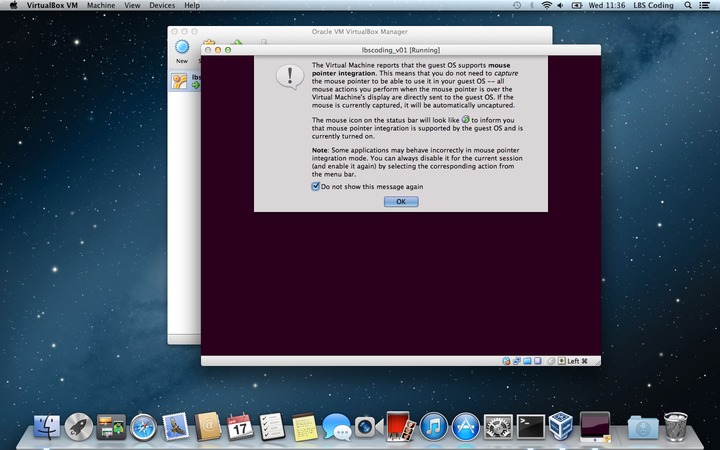 VirtualBox VM Machine View Devices Help
Wed 11:36 LBS Coding
Oracle VM VirtualBox Manager
New
lbscoding_v01 [Running]
The Virtual Machine reports that the guest OS supports mouse
pointer integration. This means that you do not need to capture
the mouse pointer to be able to use it in your guest OS -- all
mouse actions you perform when the mouse pointer is over the
Virtual Machine's display are directly sent to the guest OS. If the
mouse is currently captured, it will be automatically uncaptured.
The mouse icon on the status bar will look like to inform you
that mouse pointer integration is supported by the guest OS and is
currently turned on.
Note: Some applications may behave incorrectly in mouse pointer
integration mode. You can always disable it for the current session
(and enable it again) by selecting the corresponding action from
the menu bar.
Do not show this message again
OK
Left ⌘
17